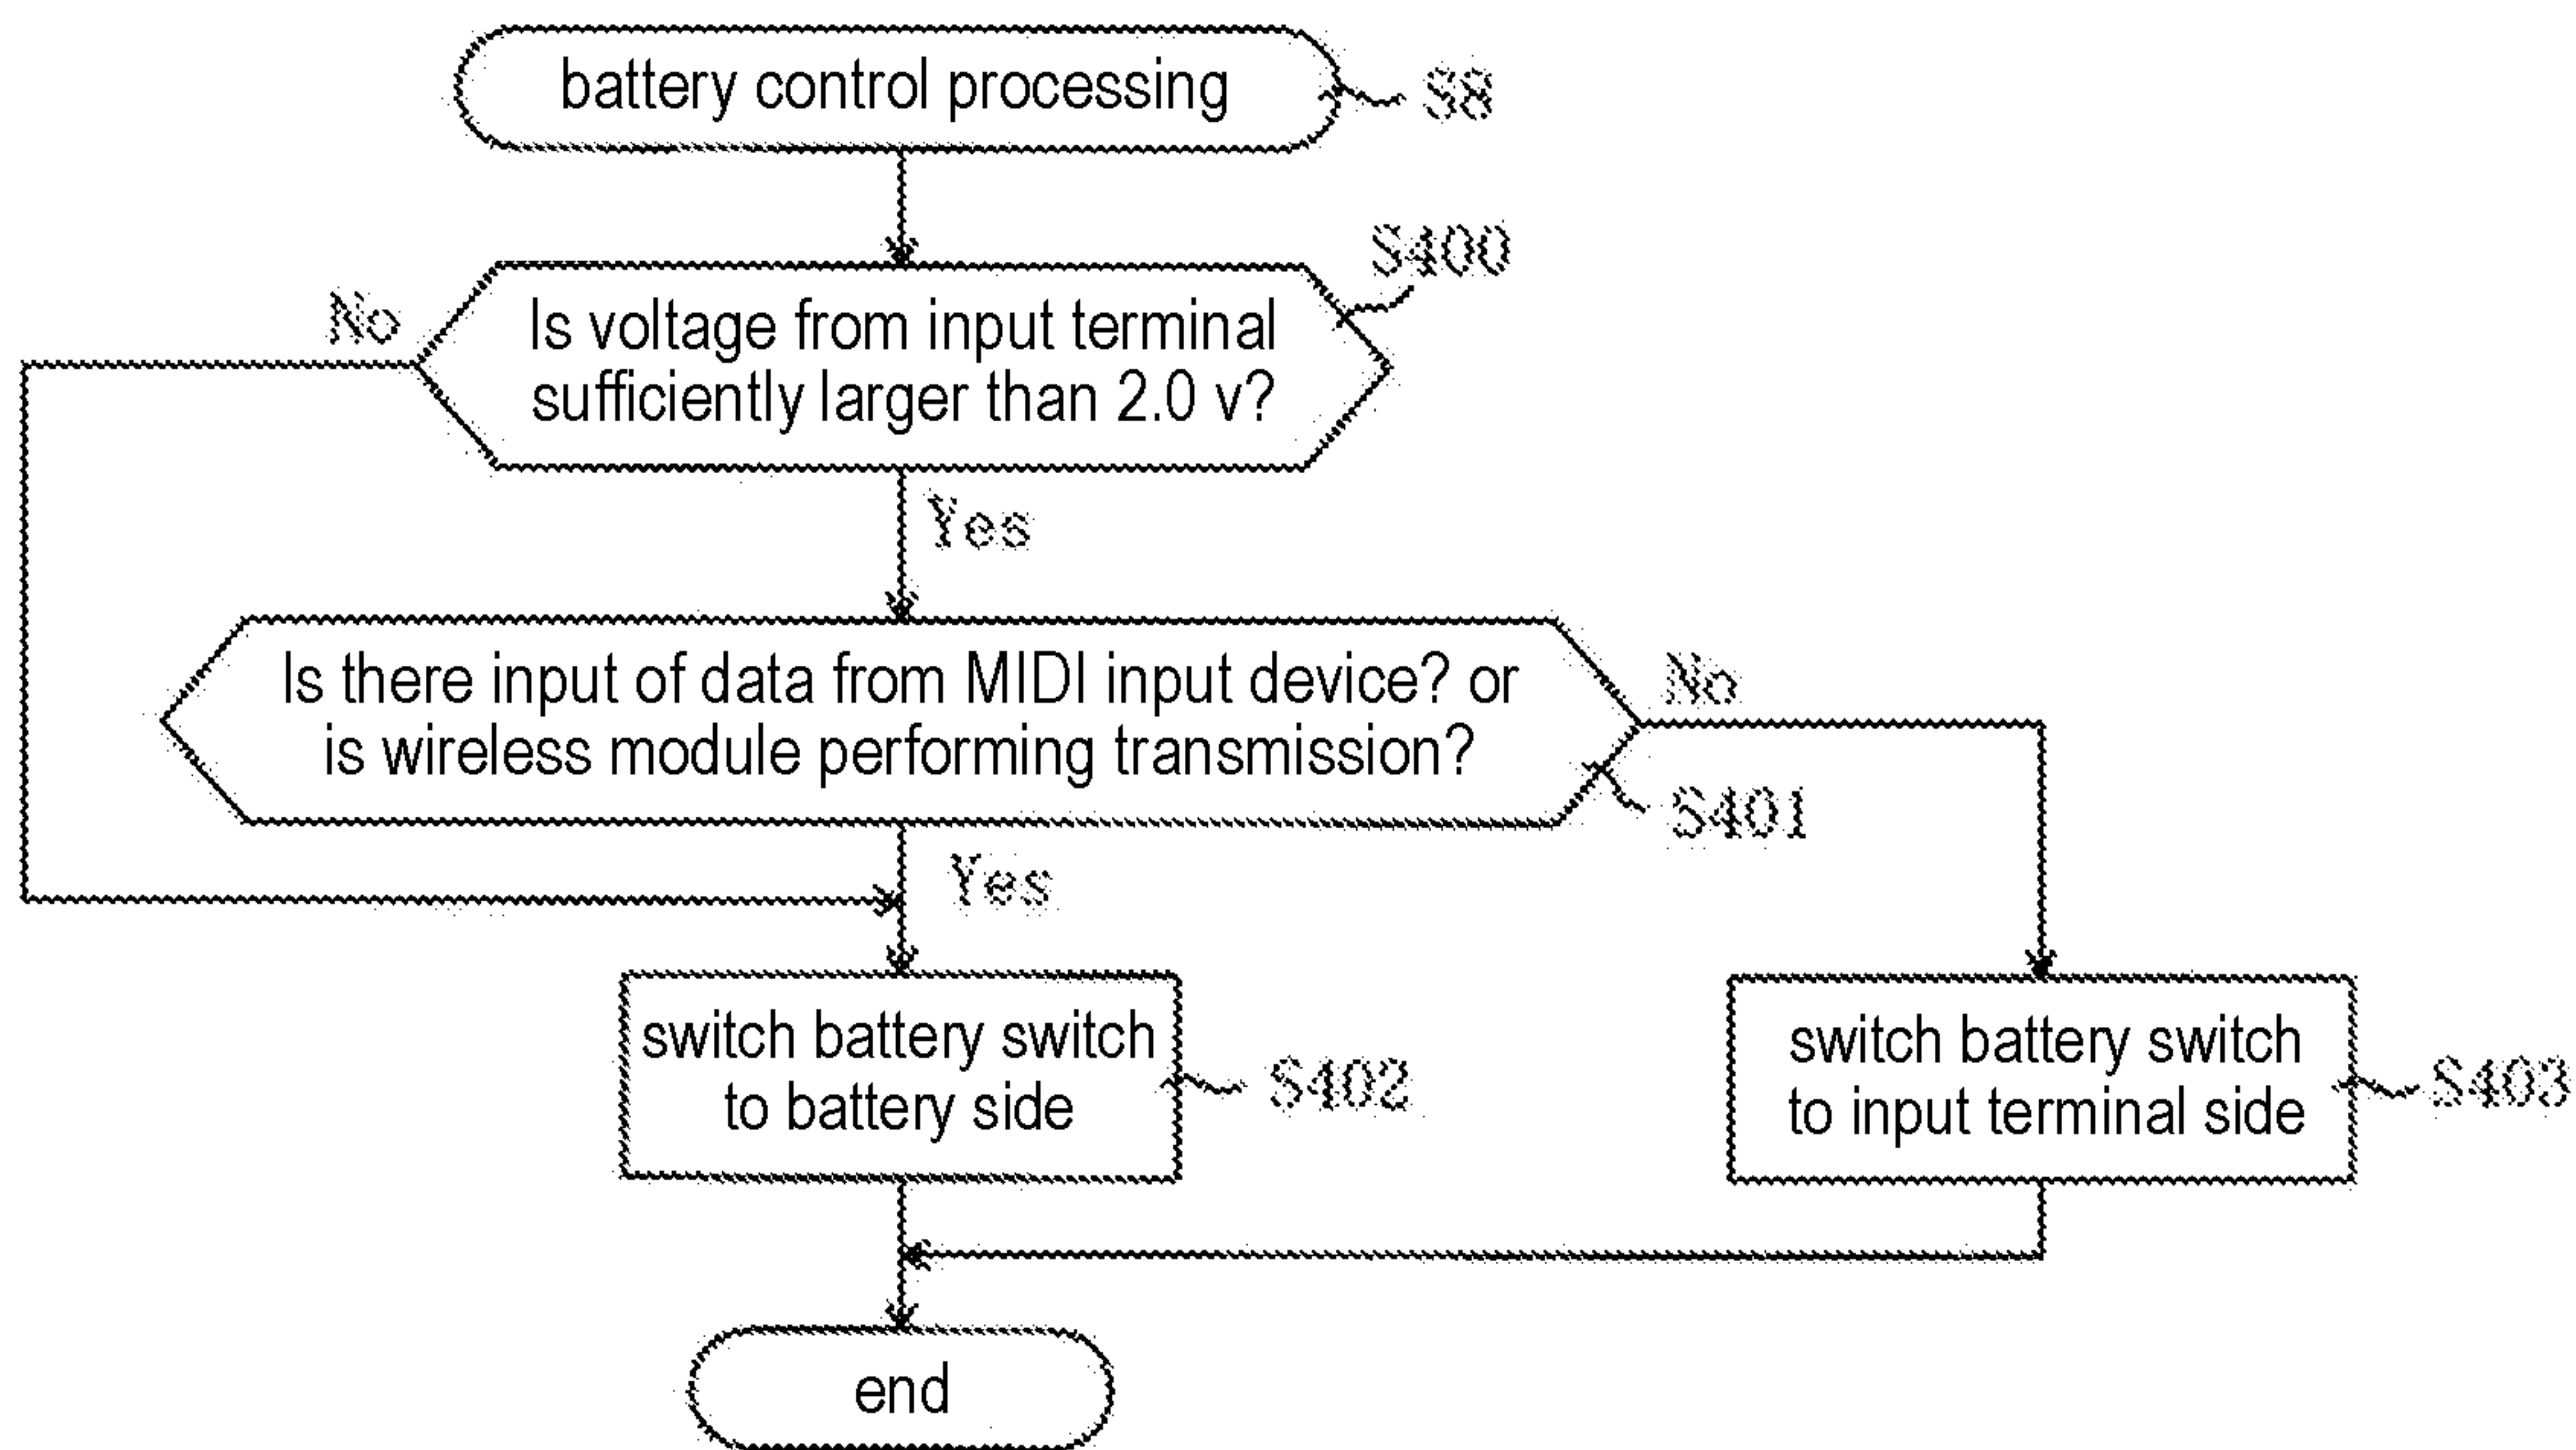 battery control processing
S8
S400
No
Is voltage from input terminal
sufficiently larger than 2.0 v?
Yes
Is there input of data from MIDI input device? or
is wireless module performing transmission?
No
S401
Yes
switch battery switch
to battery side
S402
switch battery switch
to input terminal side
S403
end